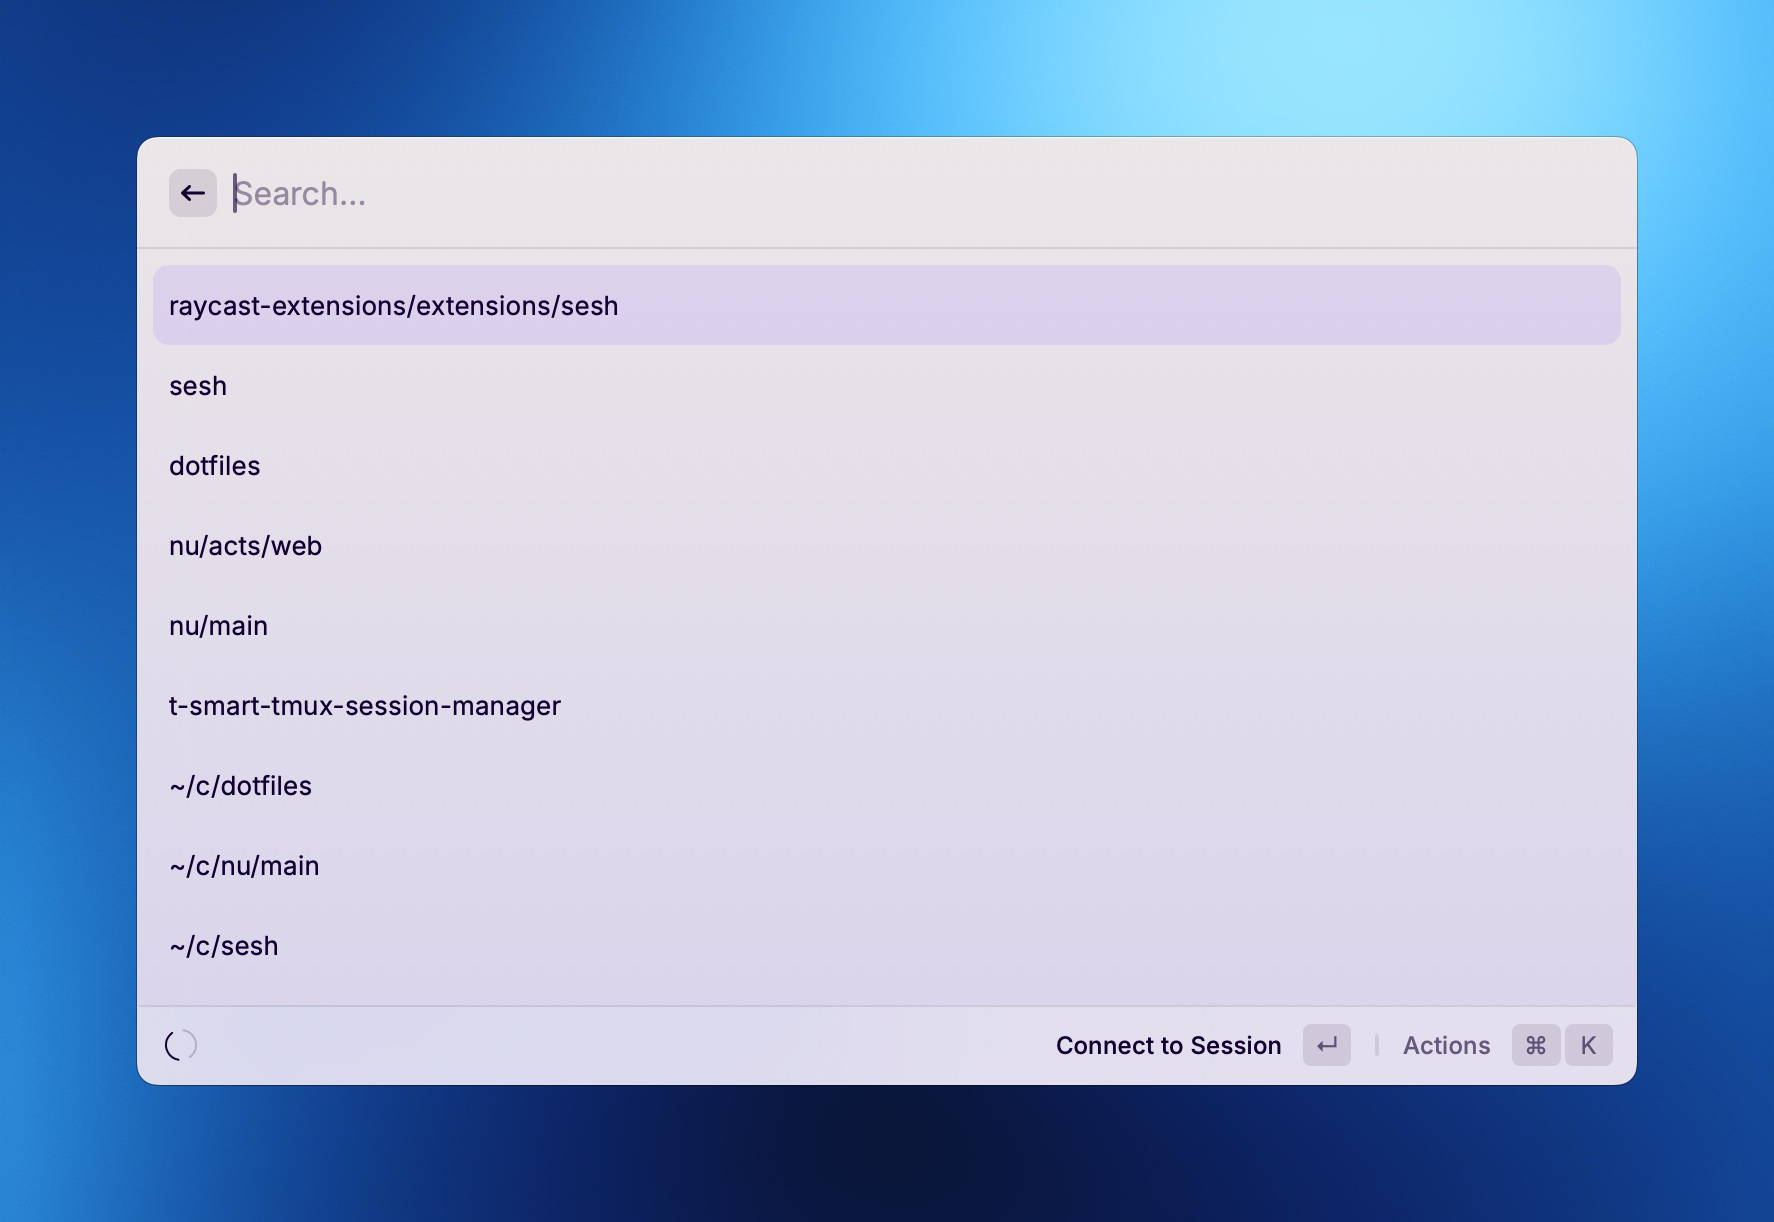 Search...
raycast-extensions/extensions/sesh
sesh
dotfiles
nu/acts/web
nu/main
t-smart-tmux-session-manager
~/c/dotfiles
~/c/nu/main
~/c/sesh
Connect to Session ↵ Actions ⌘ K